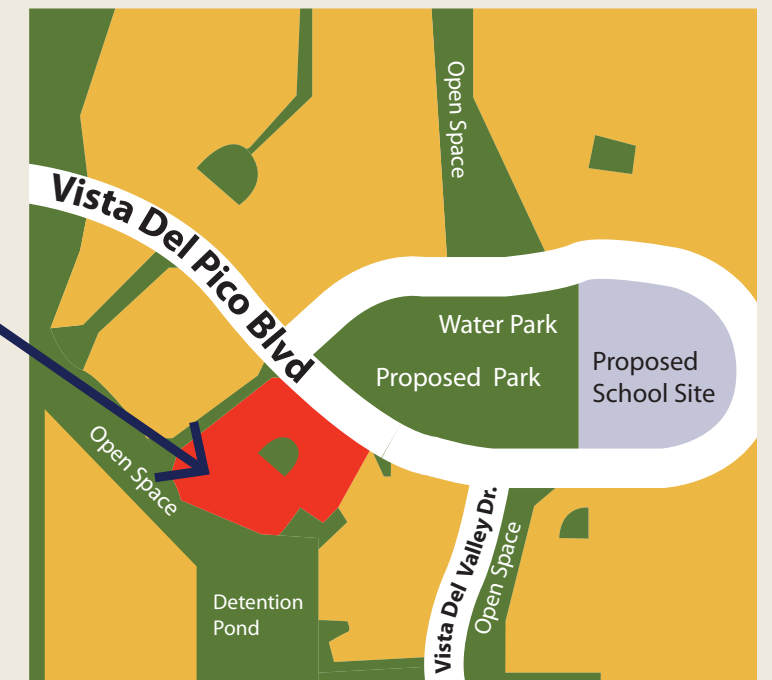 Open Space
Vista Del Pico Blvd
Water Park
Proposed Park
Proposed
School Site
Open Space
Vista Del Valley Dr.
Open Space
Detention
Pond